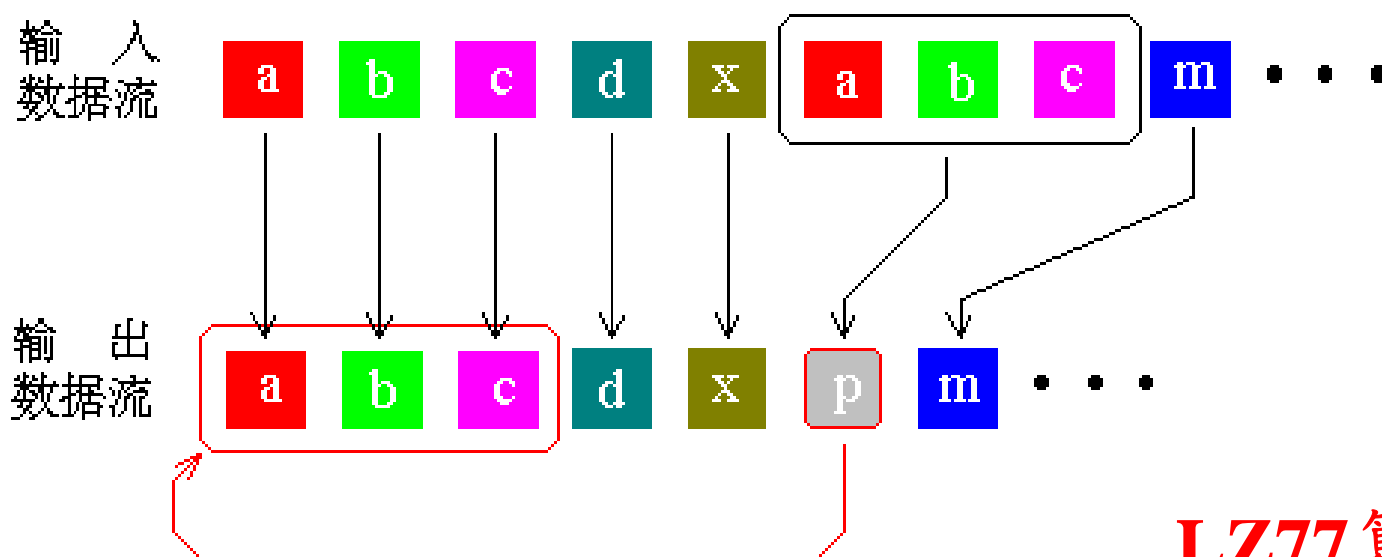 输 入
数据流
a b c d x a b c m • • •
输 出
数据流
a b c d x p m • • •
LZ77